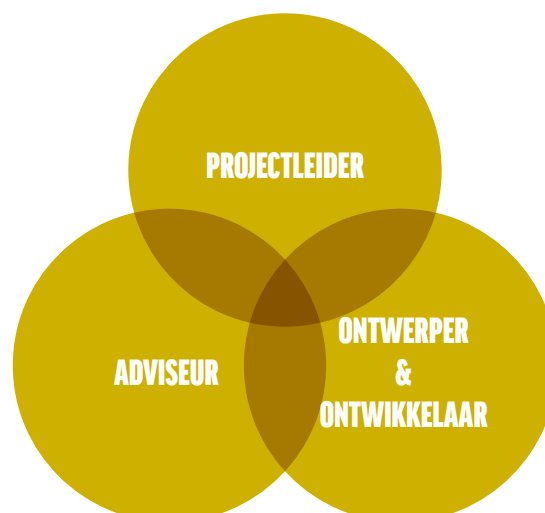 PROJECTLEIDER
ADVISEUR
ONTWERPER
&
ONTWIKKELAAR